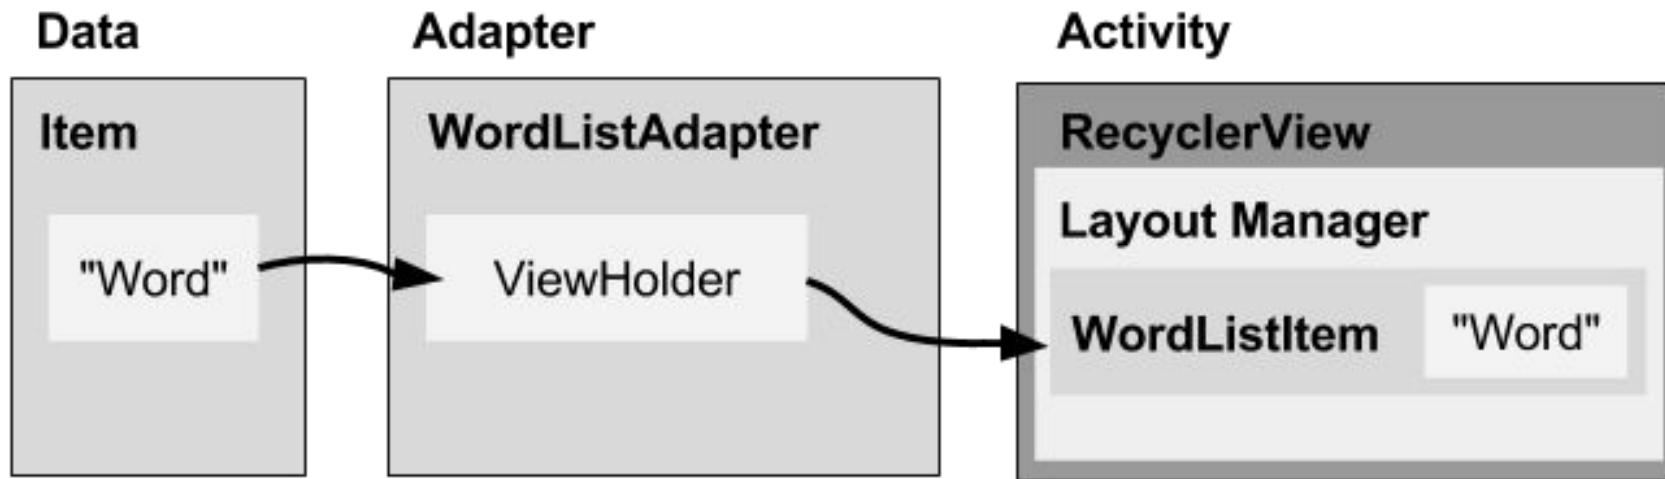 Data
Adapter
Activity
Item
WordListAdapter
RecyclerView
Layout Manager
"Word"
ViewHolder
WordListItem
"Word"